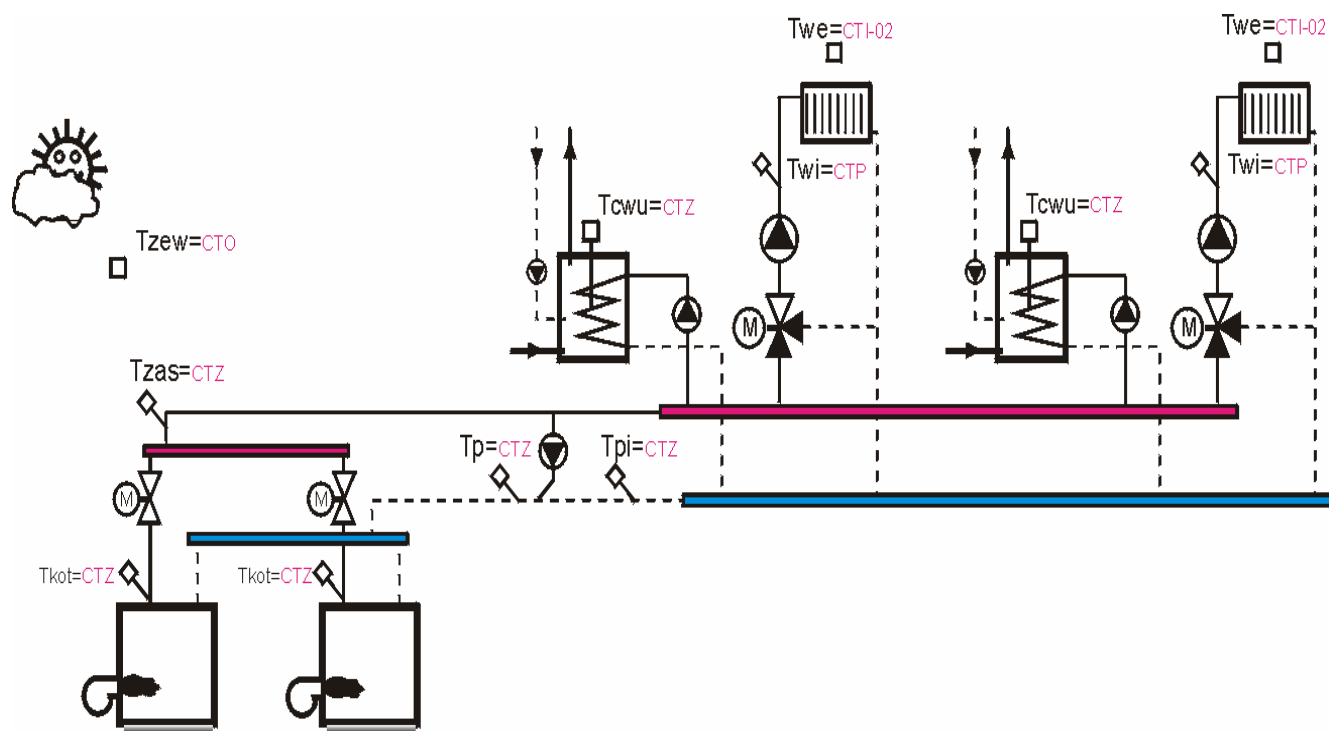 Twe=CTI-02
Twe=CTI-02
Twi=CTP
Twi=CTP
Tcwu=CTZ
Tcwu=CTZ
Tzew=CTO
M
M
Tzas=CTZ
Tp=CTZ
Tpi=CTZ
M
M
Tkot=CTZ
Tkot=CTZ